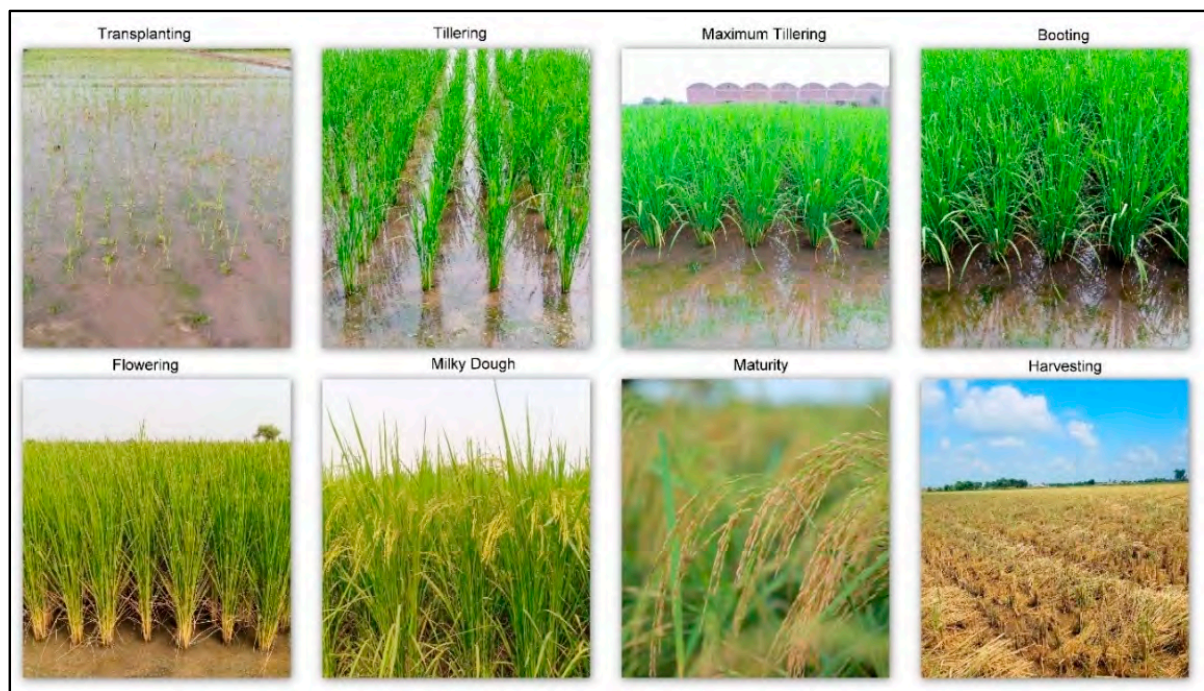 Transplanting
Tillering
Maximum Tillering
Booting
Flowering
Milky Dough
Maturity
Harvesting